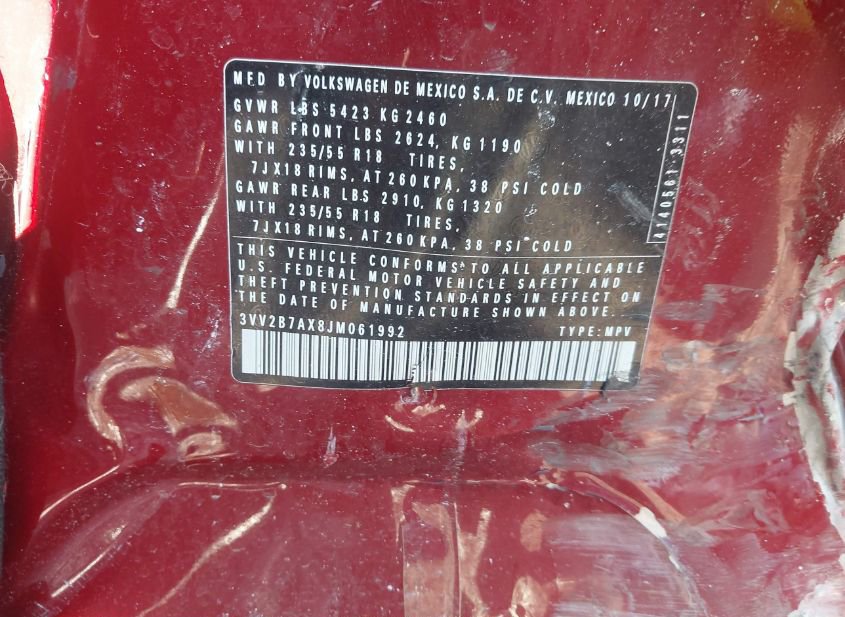 MFD BY VOLKSWAGEN DE MEXICO S.A. DE C.V. MEXICO 10/17
GVWR LBS 5423 KG 2460
GAWR FRONT LBS 2624, KG 1190
WITH 235/55 R18 TIRES,
7JX18 RIMS, AT 260 KPA, 38 PSI COLD
GAWR REAR LBS 2910, KG 1320
WITH 235/55 R18 TIRES,
7JX18 RIMS, AT 260 KPA, 38 PSI COLD
THIS VEHICLE CONFORMS TO ALL APPLICABLE
U.S. FEDERAL MOTOR VEHICLE SAFETY AND
THEFT PREVENTION STANDARDS IN EFFECT ON
THE DATE OF MANUFACTURE SHOWN ABOVE.
3VV2B7AX8JM061992 TYPE: MPV
4140561 3311